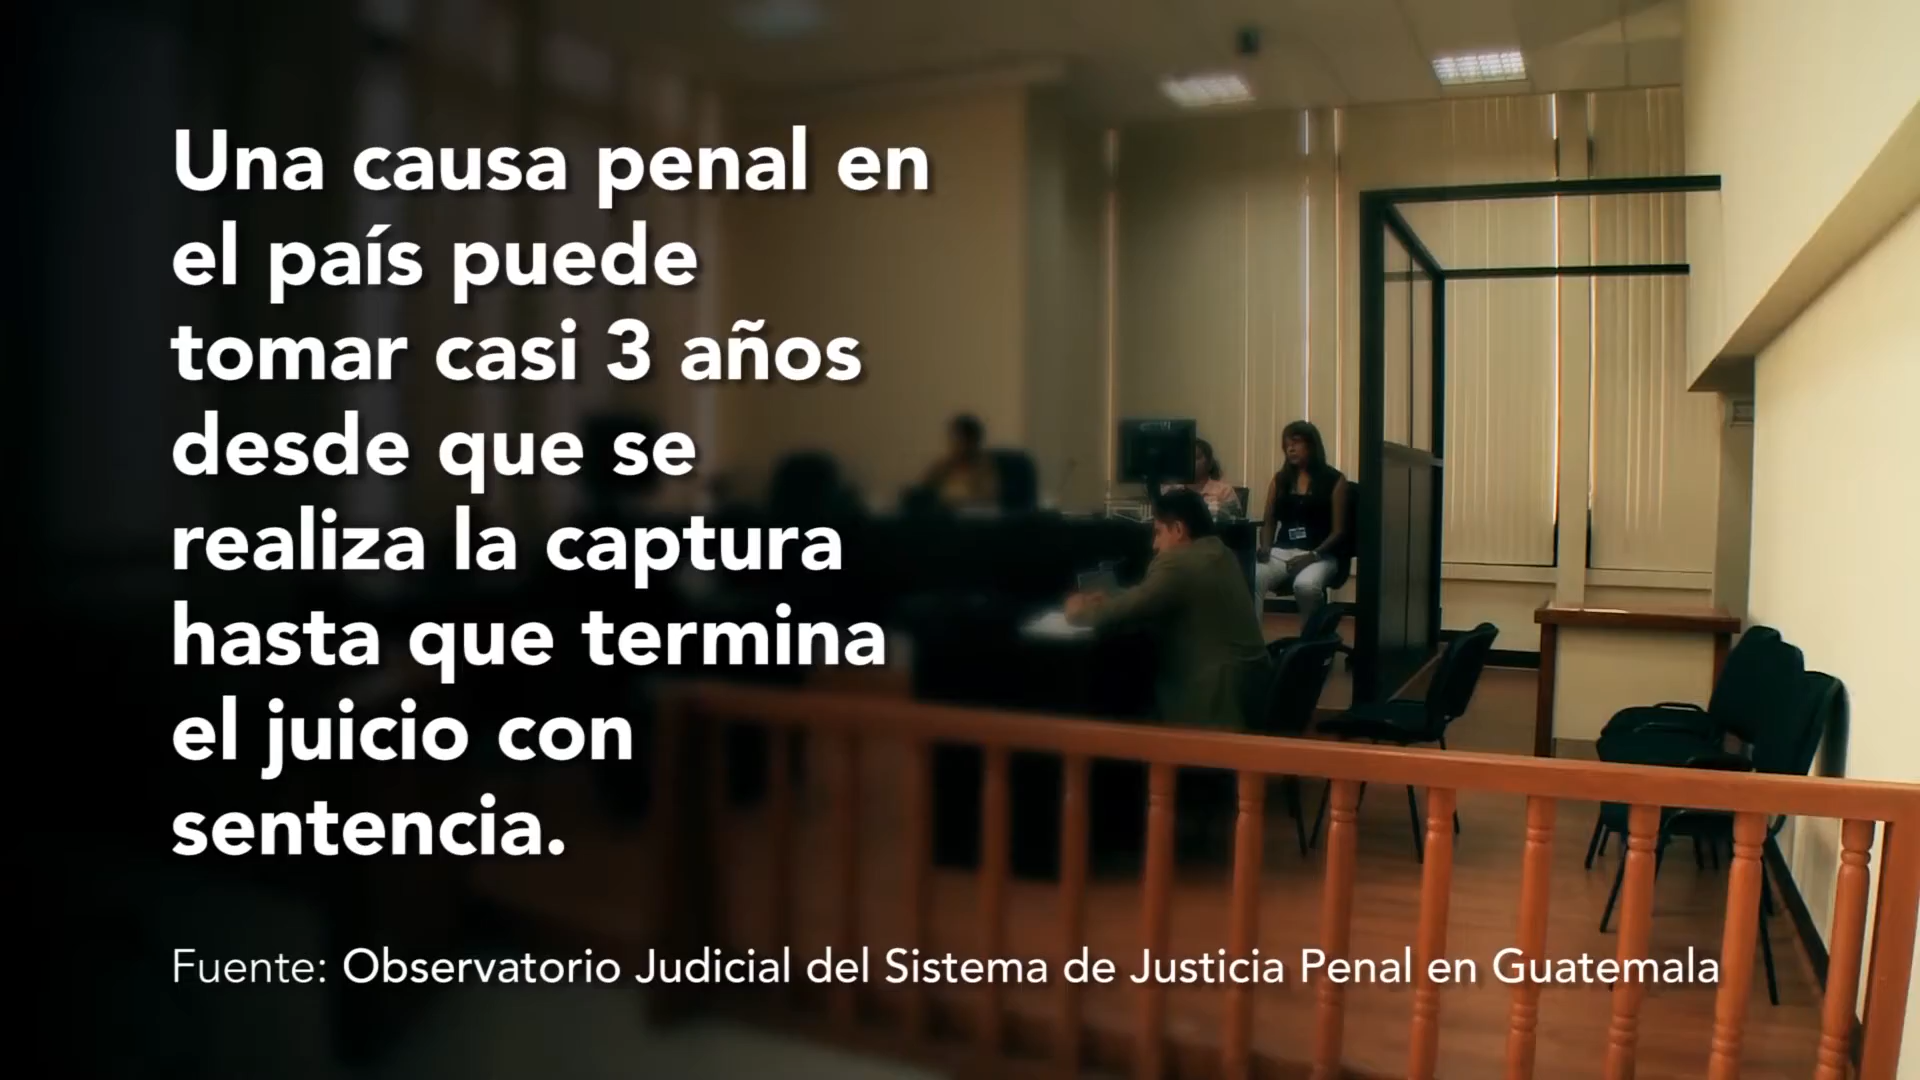 Una causa penal en
el país puede
tomar casi 3 años
desde que se
realiza la captura
hasta que termina
el juicio con
sentencia.
Fuente: Observatorio Judicial del Sistema de Justicia Penal en Guatemala